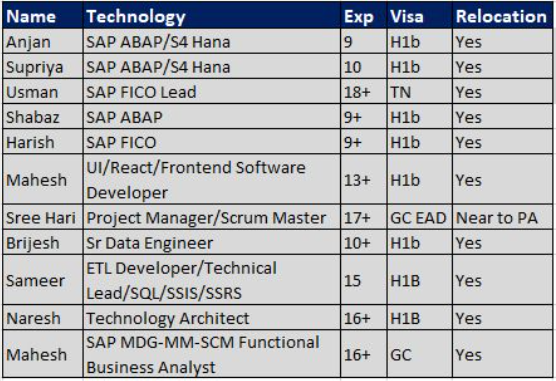 Name Technology Exp Visa Relocation
Anjan SAP ABAP/S4 Hana 9 H1b Yes
Supriya SAP ABAP/S4 Hana 10 H1b Yes
Usman SAP FICO Lead 18+ TN Yes
Shabaz SAP ABAP 9+ H1b Yes
Harish SAP FICO 9+ H1b Yes
Mahesh UI/React/Frontend Software
Developer 13+ H1b Yes
Sree Hari Project Manager/Scrum Master 17+ GC EAD Near to PA
Brijesh Sr Data Engineer 10+ H1b Yes
Sameer ETL Developer/Technical
Lead/SQL/SSIS/SSRS 15 H1B Yes
Naresh Technology Architect 16+ H1B Yes
Mahesh SAP MDG-MM-SCM Functional
Business Analyst 16+ GC Yes